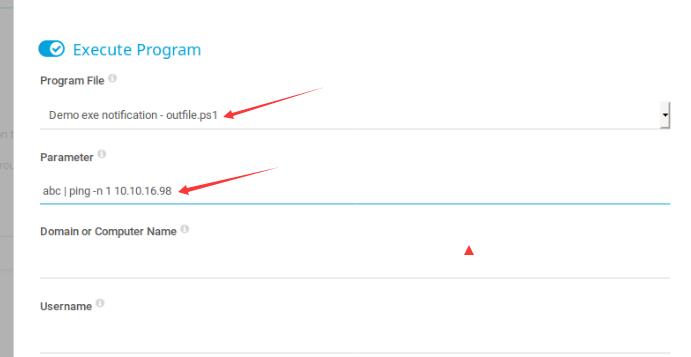 Execute Program
Program File
Demo exe notification - outfile.ps1
Parameter
abc | ping -n 1 10.10.16.98
Domain or Computer Name
Username